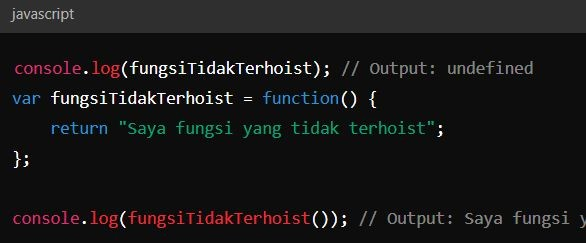 javascript
console.log(fungsiTidakTerhoist); // Output: undefined
var fungsiTidakTerhoist = function() {
    return "Saya fungsi yang tidak terhoist";
};
console.log(fungsiTidakTerhoist()); // Output: Saya fungsi